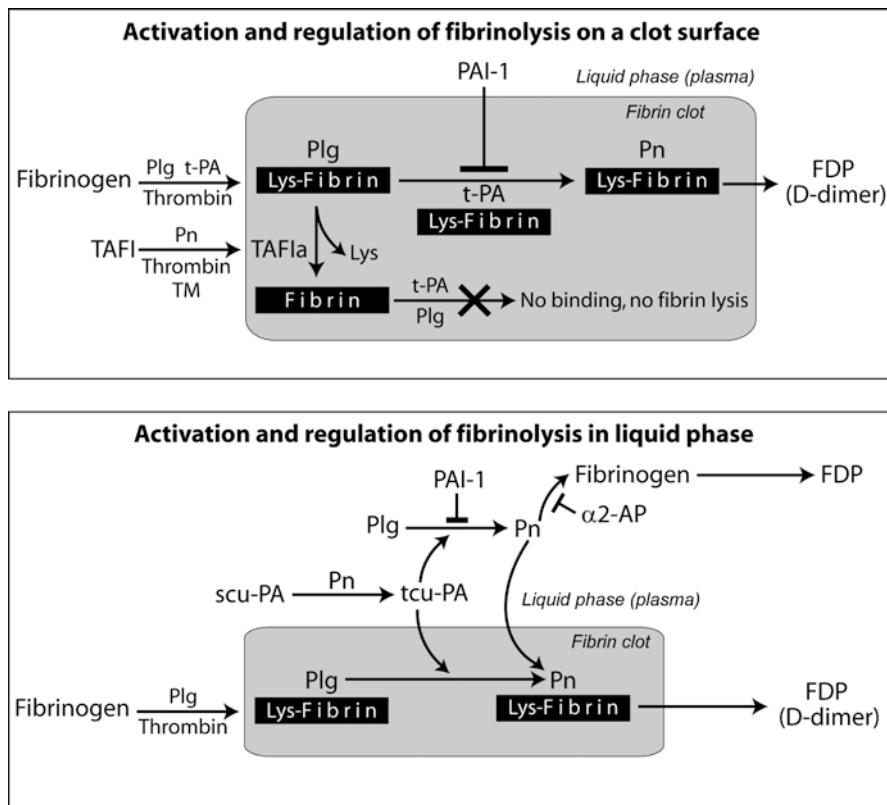 Activation and regulation of fibrinolysis on a clot surface
PAI-1
Liquid phase (plasma)
Fibrin clot
Plg
Pn
Fibrinogen
Plg t-PA
Thrombin
Lys-Fibrin
t-PA
Lys-Fibrin
Lys-Fibrin
FDP
(D-dimer)
TAFI
Pn
Thrombin
TM
TAFIa
Lys
Fibrin
t-PA
Plg
No binding, no fibrin lysis
Activation and regulation of fibrinolysis in liquid phase
PAI-1
Fibrinogen
FDP
Plg
Pn
α2-AP
scu-PA
Pn
tcu-PA
Liquid phase (plasma)
Fibrin clot
Plg
Pn
Fibrinogen
Plg
Thrombin
Lys-Fibrin
Lys-Fibrin
FDP
(D-dimer)